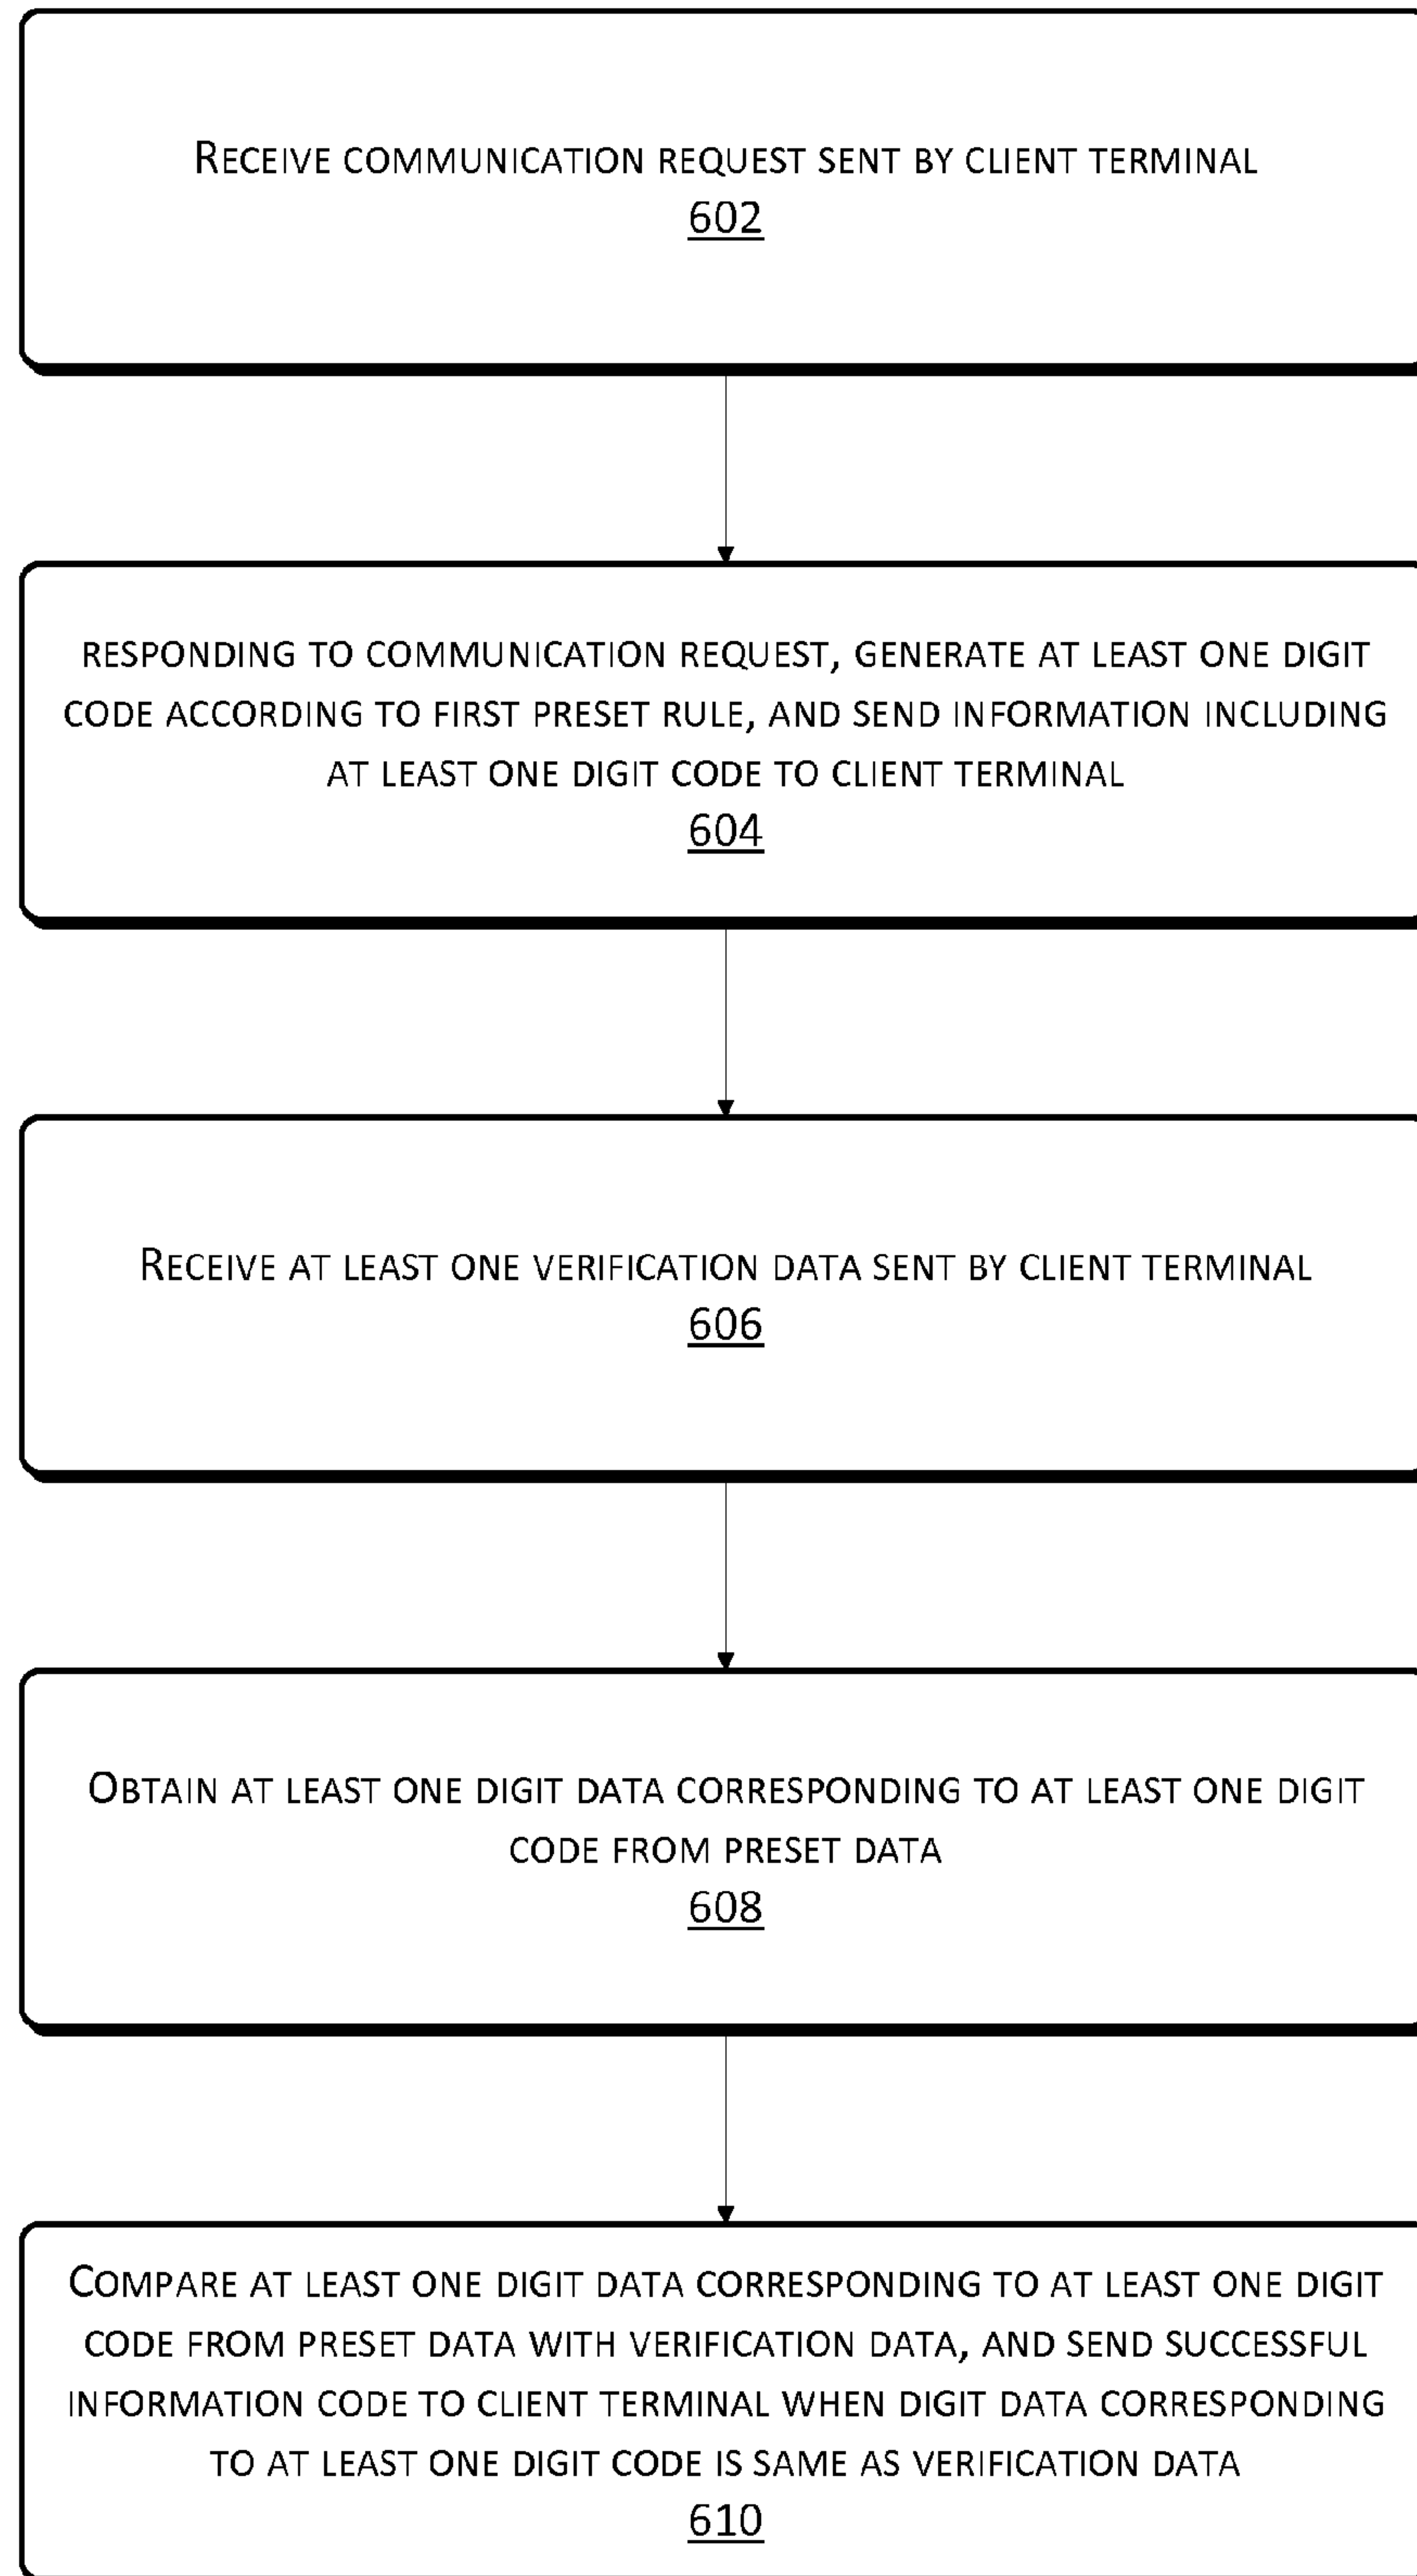 RECEIVE COMMUNICATION REQUEST SENT BY CLIENT TERMINAL
602
RESPONDING TO COMMUNICATION REQUEST, GENERATE AT LEAST ONE DIGIT
CODE ACCORDING TO FIRST PRESET RULE, AND SEND INFORMATION INCLUDING
AT LEAST ONE DIGIT CODE TO CLIENT TERMINAL
604
RECEIVE AT LEAST ONE VERIFICATION DATA SENT BY CLIENT TERMINAL
606
OBTAIN AT LEAST ONE DIGIT DATA CORRESPONDING TO AT LEAST ONE DIGIT
CODE FROM PRESET DATA
608
COMPARE AT LEAST ONE DIGIT DATA CORRESPONDING TO AT LEAST ONE DIGIT
CODE FROM PRESET DATA WITH VERIFICATION DATA, AND SEND SUCCESSFUL
INFORMATION CODE TO CLIENT TERMINAL WHEN DIGIT DATA CORRESPONDING
TO AT LEAST ONE DIGIT CODE IS SAME AS VERIFICATION DATA
610